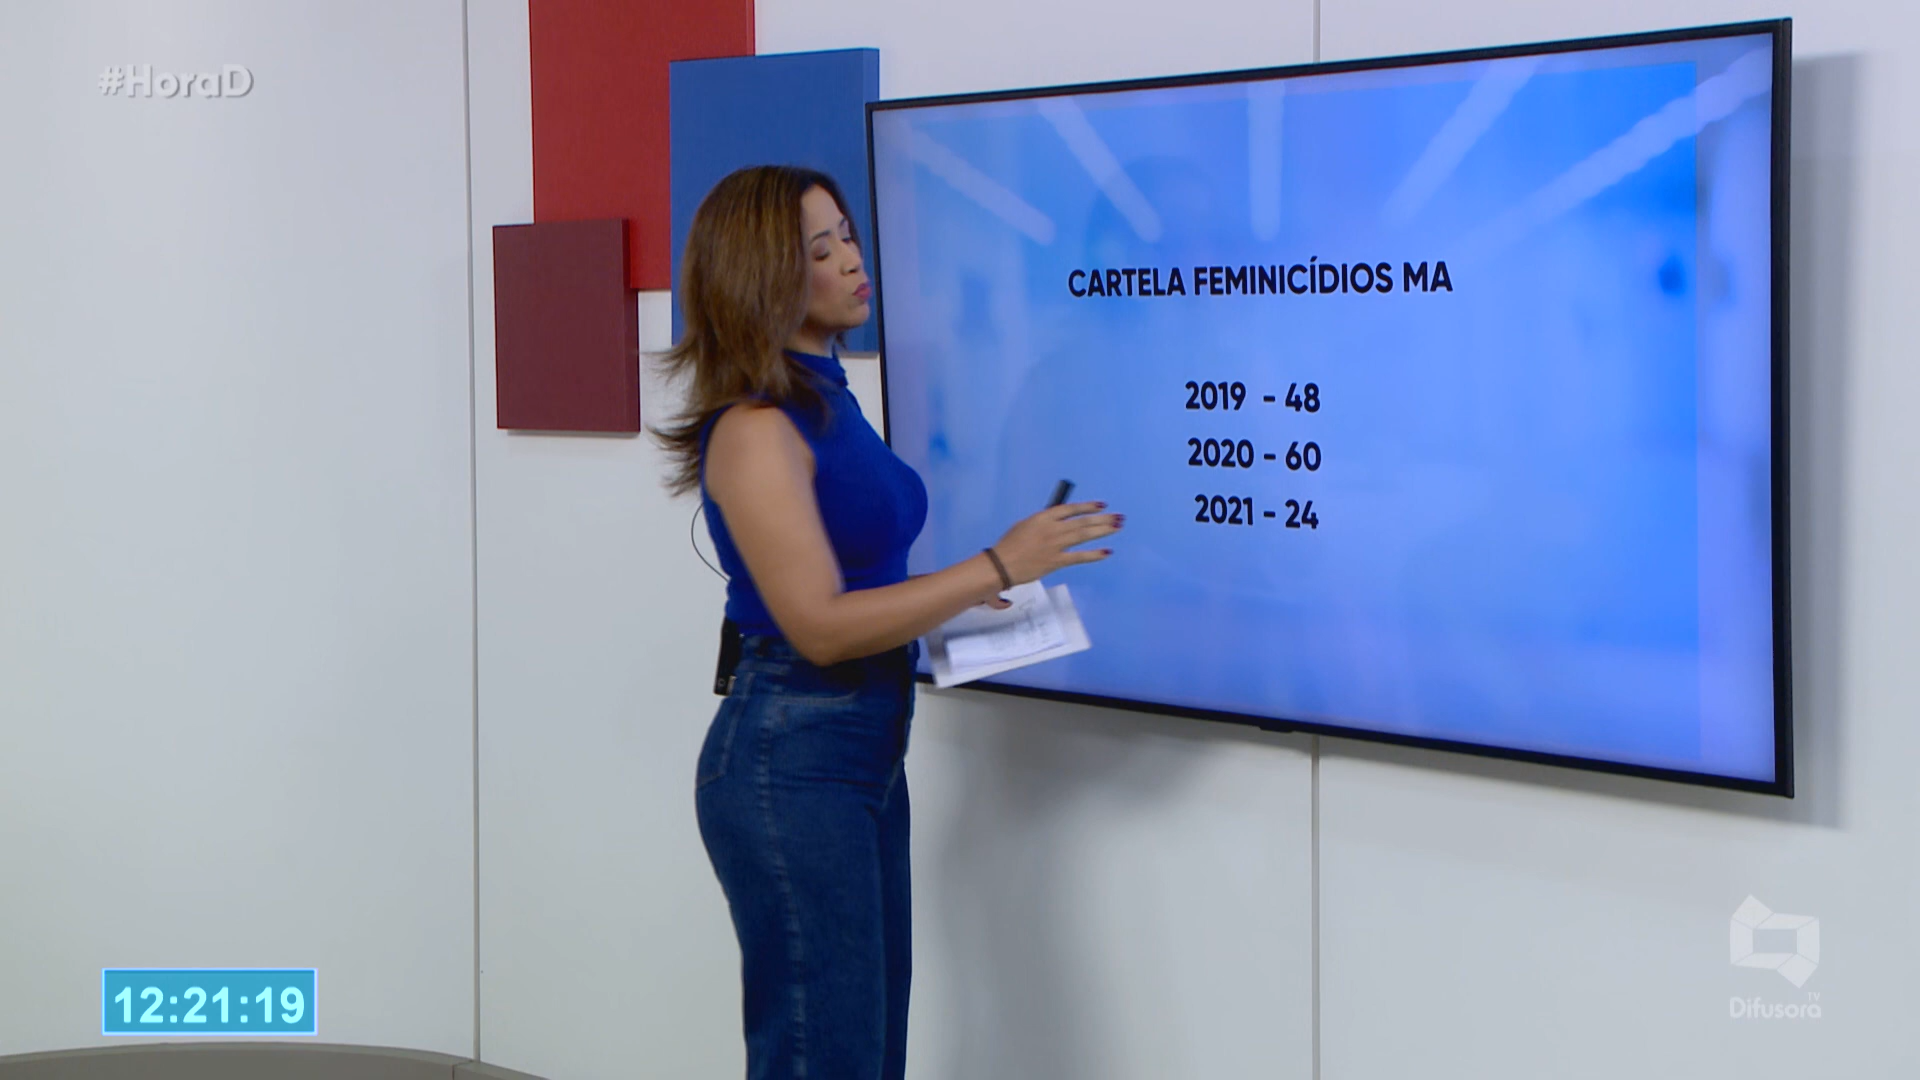 #HoraD
CARTELA FEMINICÍDIOS MA
2019 - 48
2020 - 60
2021 - 24
12:21:19
TV
Difusora